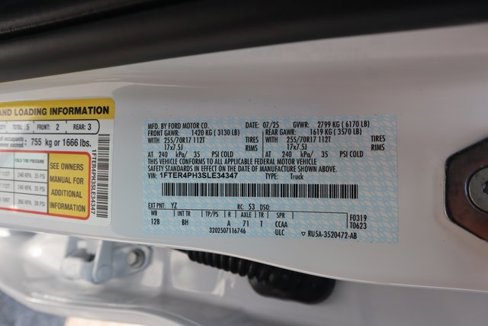 AND LOADING INFORMATION
TOTAL: 5 FRONT: 2 REAR: 3
755 kg or 1666 lbs.
SEE OWNERS
MANUAL FOR
ADDITIONAL
INFORMATION
1FTER4PH3SLE34347
MFD. BY FORD MOTOR CO.
DATE: 07/25 GVWR: 2799 KG ( 6170 LB)
FRONT GAWR: 1420 KG ( 3130 LB) REAR GAWR: 1619 KG ( 3570 LB)
255/70R17 112T TIRES 255/70R17 112T
17x7.5J RIMS 17x7.5J
AT 240 kPa/ 35 PSI COLD AT 240 kPa/ 35 PSI COLD
THIS VEHICLE CONFORMS TO ALL APPLICABLE FEDERAL MOTOR VEHICLE
SAFETY STANDARDS IN EFFECT ON THE DATE OF MANUFACTURE SHOWN ABOVE.
VIN: 1FTER4PH3SLE34347
TYPE: Truck
EXT PNT: YZ RC: 53 DSO:
WB INT TR TP/PS R AXLE TR SPR
128 BH A 71 T CCAA
F0319
T0623
3202507116746 ULC RU5A-3520472-AB